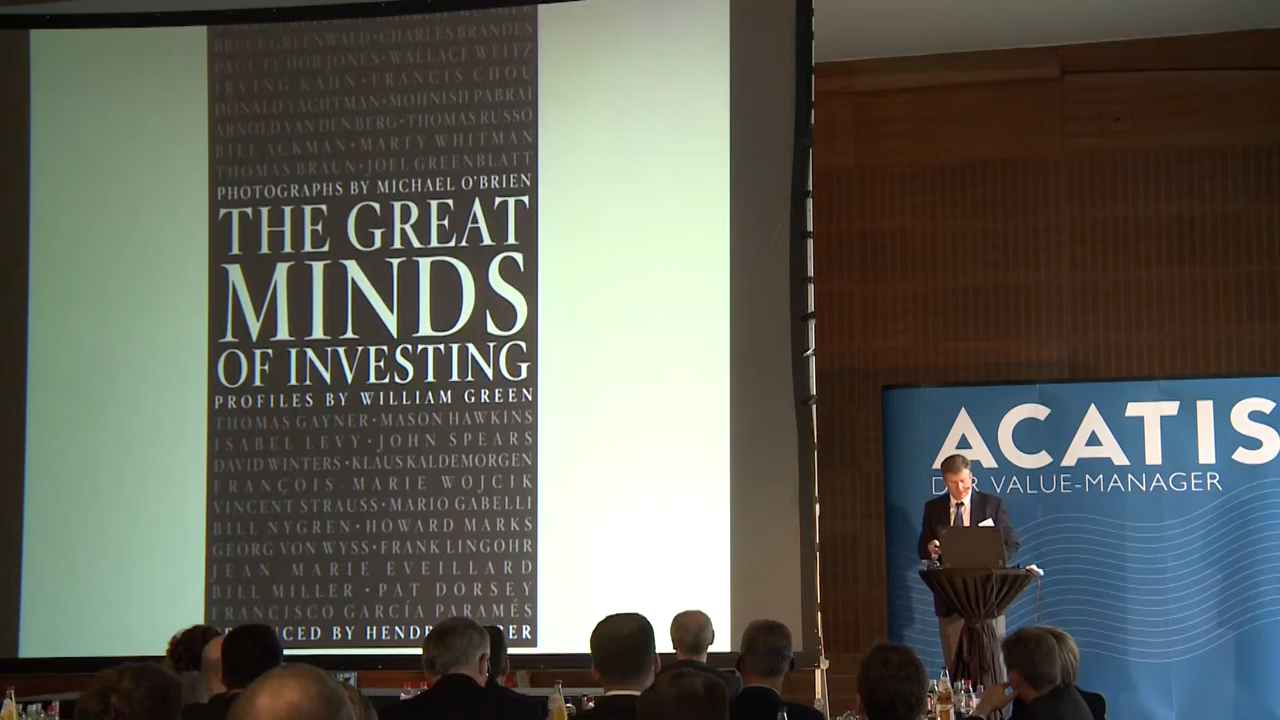 BRUCE GREENWALD • CHARLES BRANDES
PAUL TUDOR JONES • WALLACE WEITZ
IRVING KAHN • FRANCIS CHOU
DONALD YACHTMAN • MOHNISH PABRAI
ARNOLD VAN DEN BERG • THOMAS RUSSO
BILL ACKMAN • MARTY WHITMAN
THOMAS BRAUN • JOEL GREENBLATT
PHOTOGRAPHS BY MICHAEL O'BRIEN
THE GREAT
MINDS
OF INVESTING
PROFILES BY WILLIAM GREEN
THOMAS GAYNER • MASON HAWKINS
ISABEL LEVY • JOHN SPEARS
DAVID WINTERS • KLAUS KALDEMORGEN
FRANÇOIS MARIE WOJCIK
VINCENT STRAUSS • MARIO GABELLI
BILL NYGREN • HOWARD MARKS
GEORG VON WYSS • FRANK LINGOHR
JEAN MARIE EVEILLARD
BILL MILLER • PAT DORSEY
FRANCISCO GARCÍA PARAMÉS
BY
ACATIS
VALUE-MANAGER